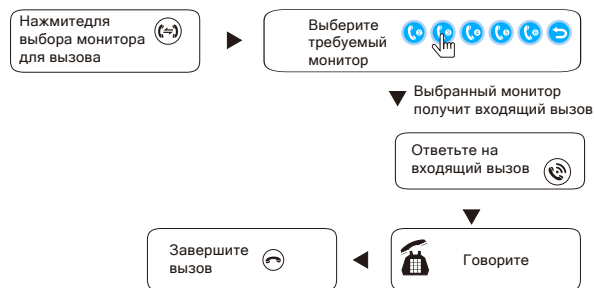 Нажмитедля
выбора монитора
для вызова
Выберите
требуемый
монитор
Выбранный монитор
получит входящий вызов
Ответьте на
входящий вызов
Говорите
Завершите
вызов